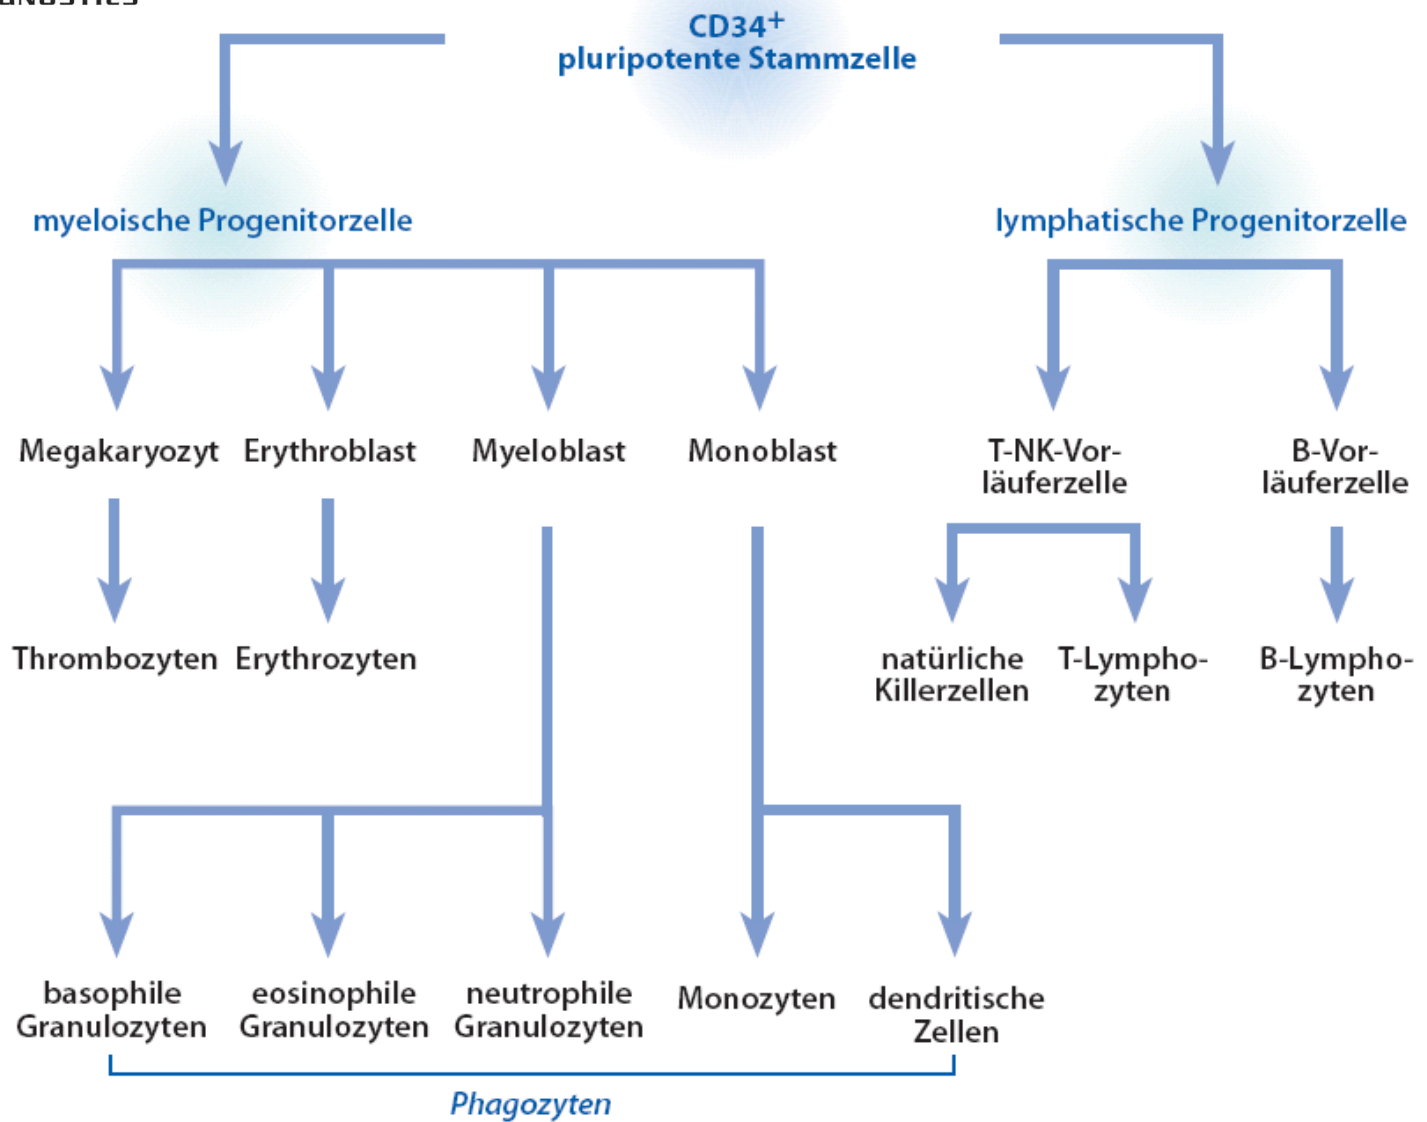 CD34+
pluripotente Stammzelle
myeloische Progenitorzelle
lymphatische Progenitorzelle
Megakaryozyt
Erythroblast
Myeloblast
Monoblast
T-NK-Vor-
läuferzelle
B-Vor-
läuferzelle
Thrombozyten
Erythrozyten
natürliche
Killerzellen
T-Lympho-
zyten
B-Lympho-
zyten
basophile
Granulozyten
eosinophile
Granulozyten
neutrophile
Granulozyten
Monozyten
dendritische
Zellen
Phagozyten